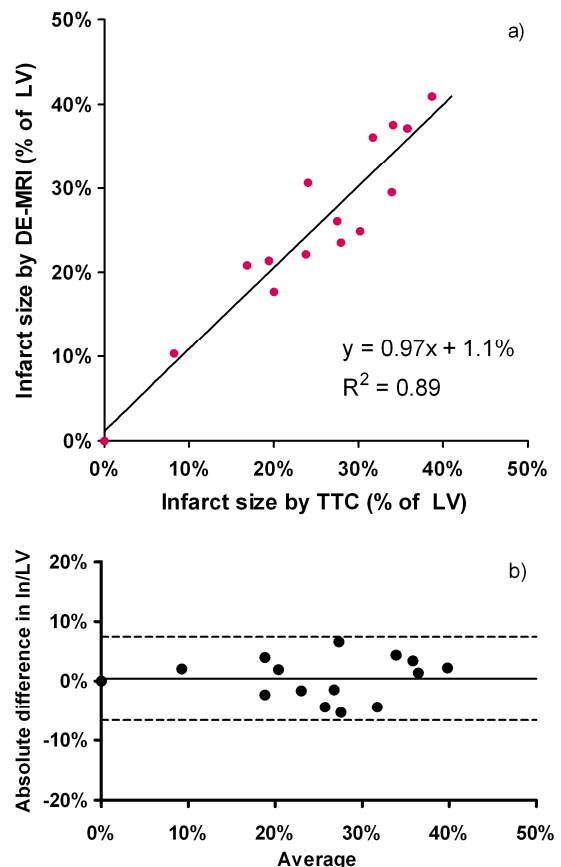 a)
50%
40%
30%
20%
10%
0%
Infarct size by DE-MRI (% of LV)
y = 0.97x + 1.1%
R² = 0.89
0% 10% 20% 30% 40% 50%
Infarct size by TTC (% of LV)
b)
20%
10%
0%
-10%
-20%
Absolute difference in In/LV
0% 10% 20% 30% 40% 50%
Average